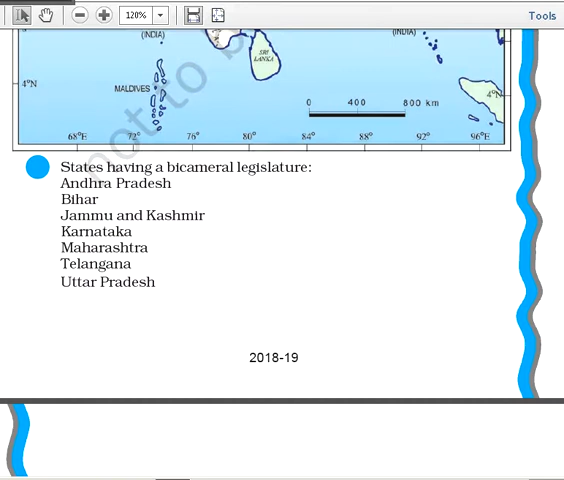 120%
Tools
(INDIA)
(INDIA)
SRI
LANKA
4°N
MALDIVES
4°N
0 400 800 km
68°E 72° 76° 80° 84° 88° 92° 96°E
not to b
States having a bicameral legislature:
Andhra Pradesh
Bihar
Jammu and Kashmir
Karnataka
Maharashtra
Telangana
Uttar Pradesh
2018-19